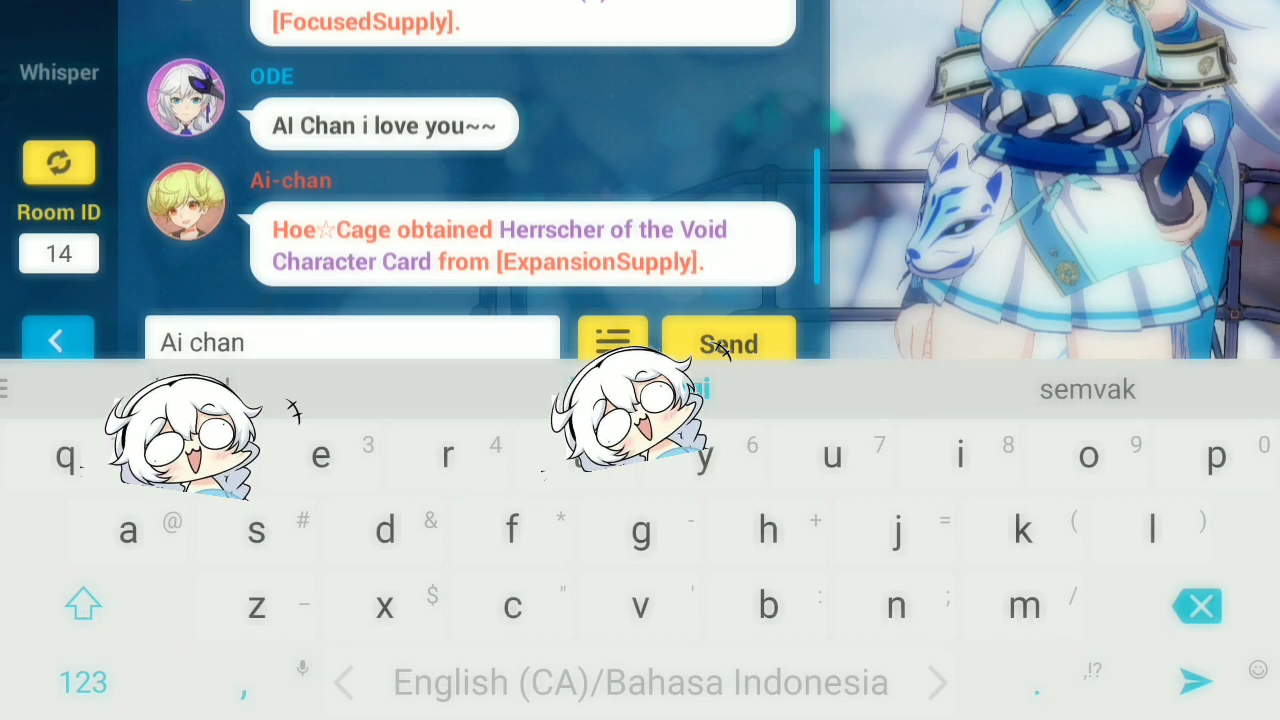 [FocusedSupply].
Whisper
ODE
AI Chan i love you~~
Ai-chan
Room ID
Hoe☆Cage obtained Herrscher of the Void
14
Character Card from [ExpansionSupply].
Ai chan
Send
semvak
q e 3 r 4 y 6 u 7 i 8 o 9 p 0
a @ s # d & f * g - h + j = k ( l )
z _ x $ c " v ' b : n ; m /
123 , English (CA)/Bahasa Indonesia . ,!?